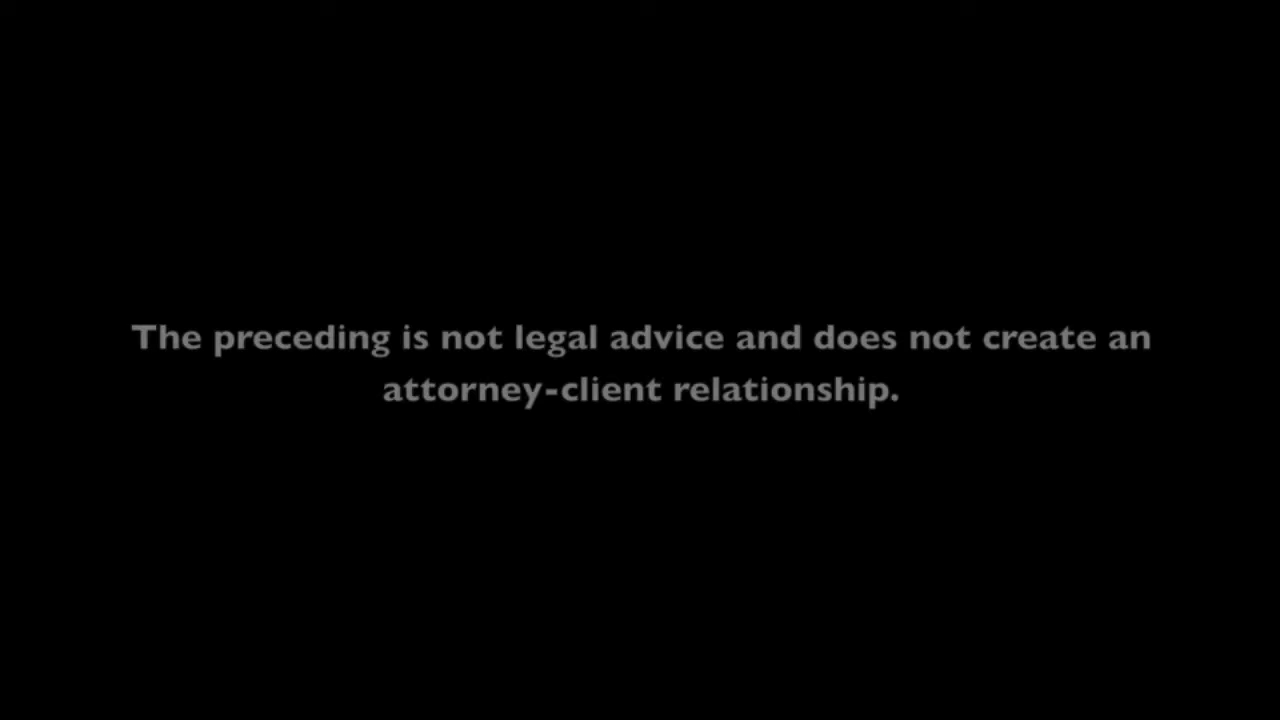 The preceding is not legal advice and does not create an
attorney-client relationship.